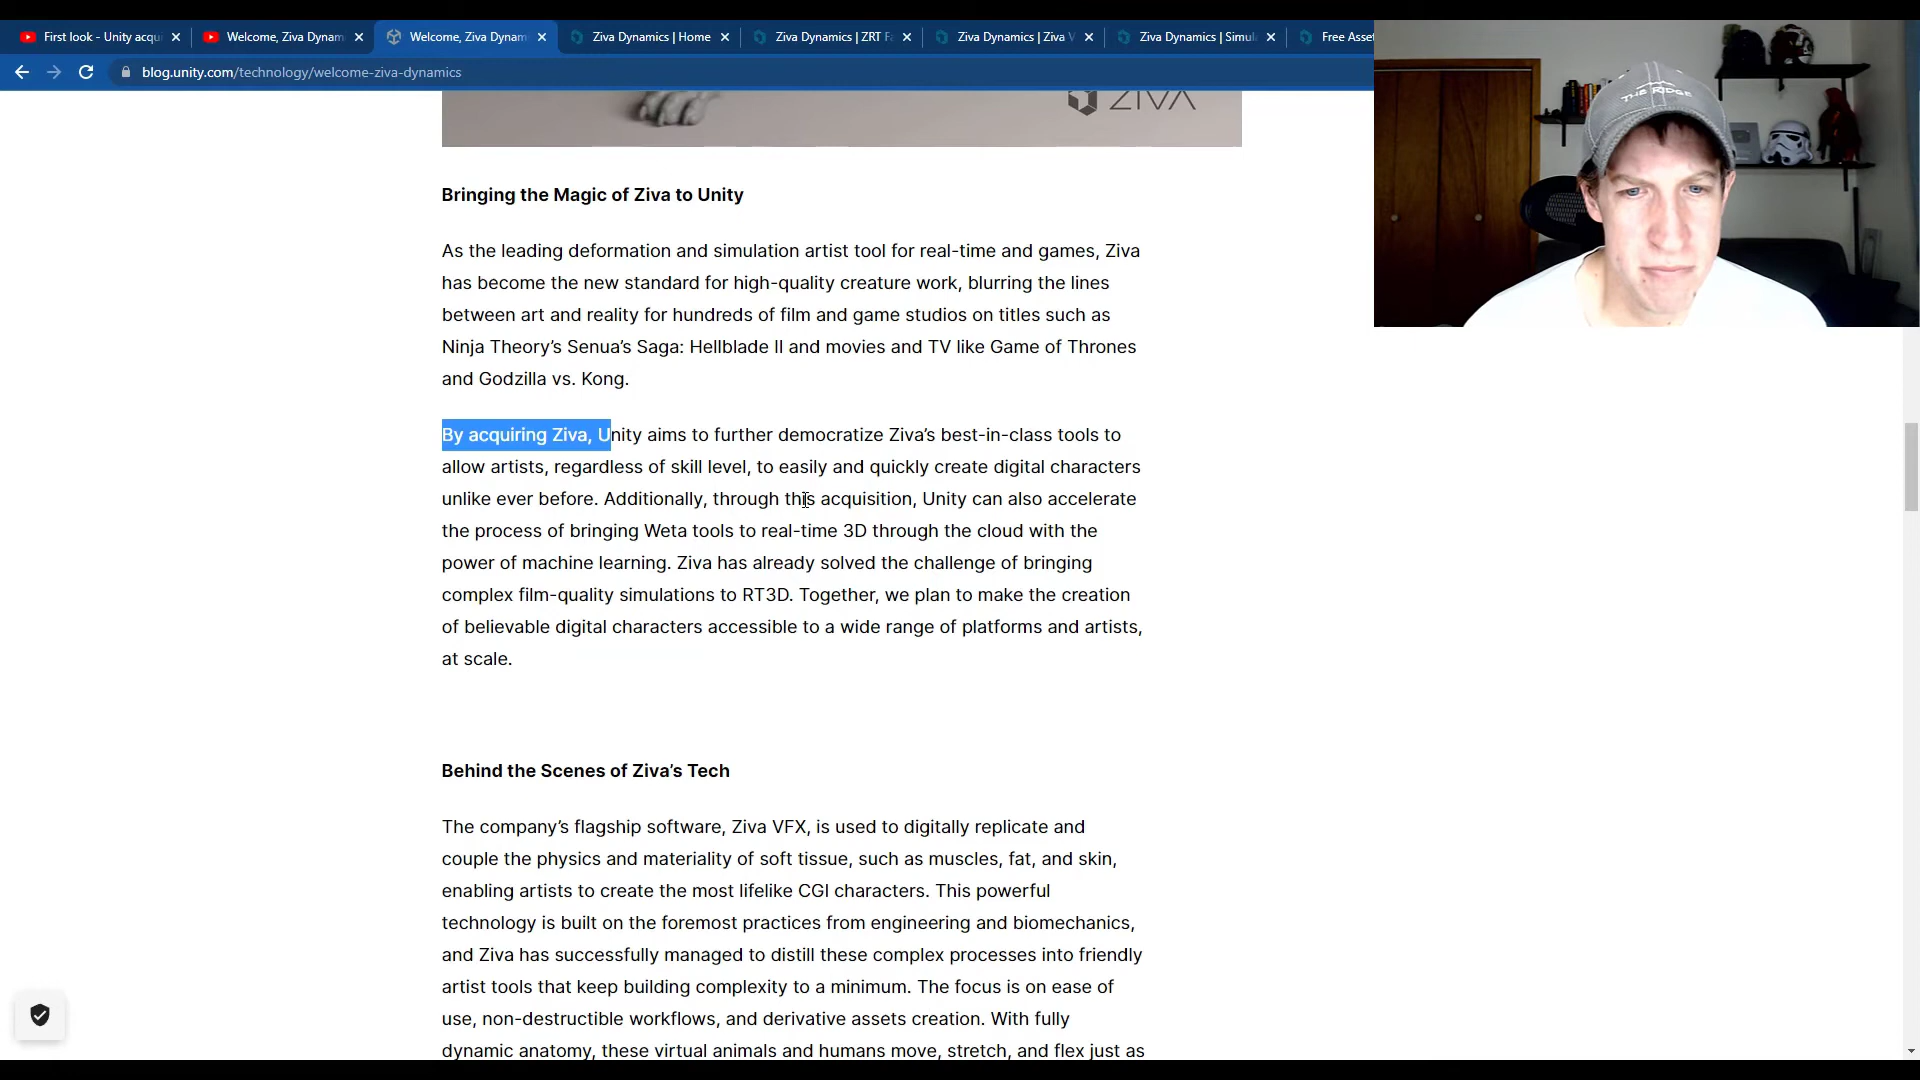 First look - Unity acqu
Welcome, Ziva Dynam
Welcome, Ziva Dynam
Ziva Dynamics | Home
Ziva Dynamics | ZRT Fa
Ziva Dynamics | Ziva V
Ziva Dynamics | Simul
Free Asset
blog.unity.com/technology/welcome-ziva-dynamics
THE RIDGE
ZIVA
Bringing the Magic of Ziva to Unity
As the leading deformation and simulation artist tool for real-time and games, Ziva
has become the new standard for high-quality creature work, blurring the lines
between art and reality for hundreds of film and game studios on titles such as
Ninja Theory’s Senua’s Saga: Hellblade II and movies and TV like Game of Thrones
and Godzilla vs. Kong.
By acquiring Ziva, Unity aims to further democratize Ziva’s best-in-class tools to
allow artists, regardless of skill level, to easily and quickly create digital characters
unlike ever before. Additionally, through this acquisition, Unity can also accelerate
the process of bringing Weta tools to real-time 3D through the cloud with the
power of machine learning. Ziva has already solved the challenge of bringing
complex film-quality simulations to RT3D. Together, we plan to make the creation
of believable digital characters accessible to a wide range of platforms and artists,
at scale.
Behind the Scenes of Ziva’s Tech
The company’s flagship software, Ziva VFX, is used to digitally replicate and
couple the physics and materiality of soft tissue, such as muscles, fat, and skin,
enabling artists to create the most lifelike CGI characters. This powerful
technology is built on the foremost practices from engineering and biomechanics,
and Ziva has successfully managed to distill these complex processes into friendly
artist tools that keep building complexity to a minimum. The focus is on ease of
use, non-destructive workflows, and derivative assets creation. With fully
dynamic anatomy, these virtual animals and humans move, stretch, and flex just as